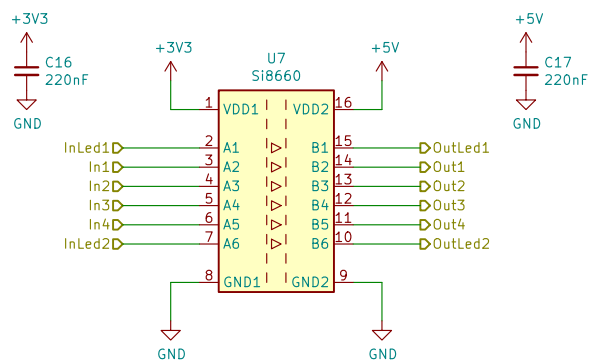 +3V3
C16
220nF
GND
+3V3
U7
Si8660
+5V
+5V
C17
220nF
GND
1 VDD1 VDD2 16
InLed1 2 A1 B1 15 OutLed1
In1 3 A2 B2 14 Out1
In2 4 A3 B3 13 Out2
In3 5 A4 B4 12 Out3
In4 6 A5 B5 11 Out4
InLed2 7 A6 B6 10 OutLed2
8 GND1 GND2 9
GND
GND